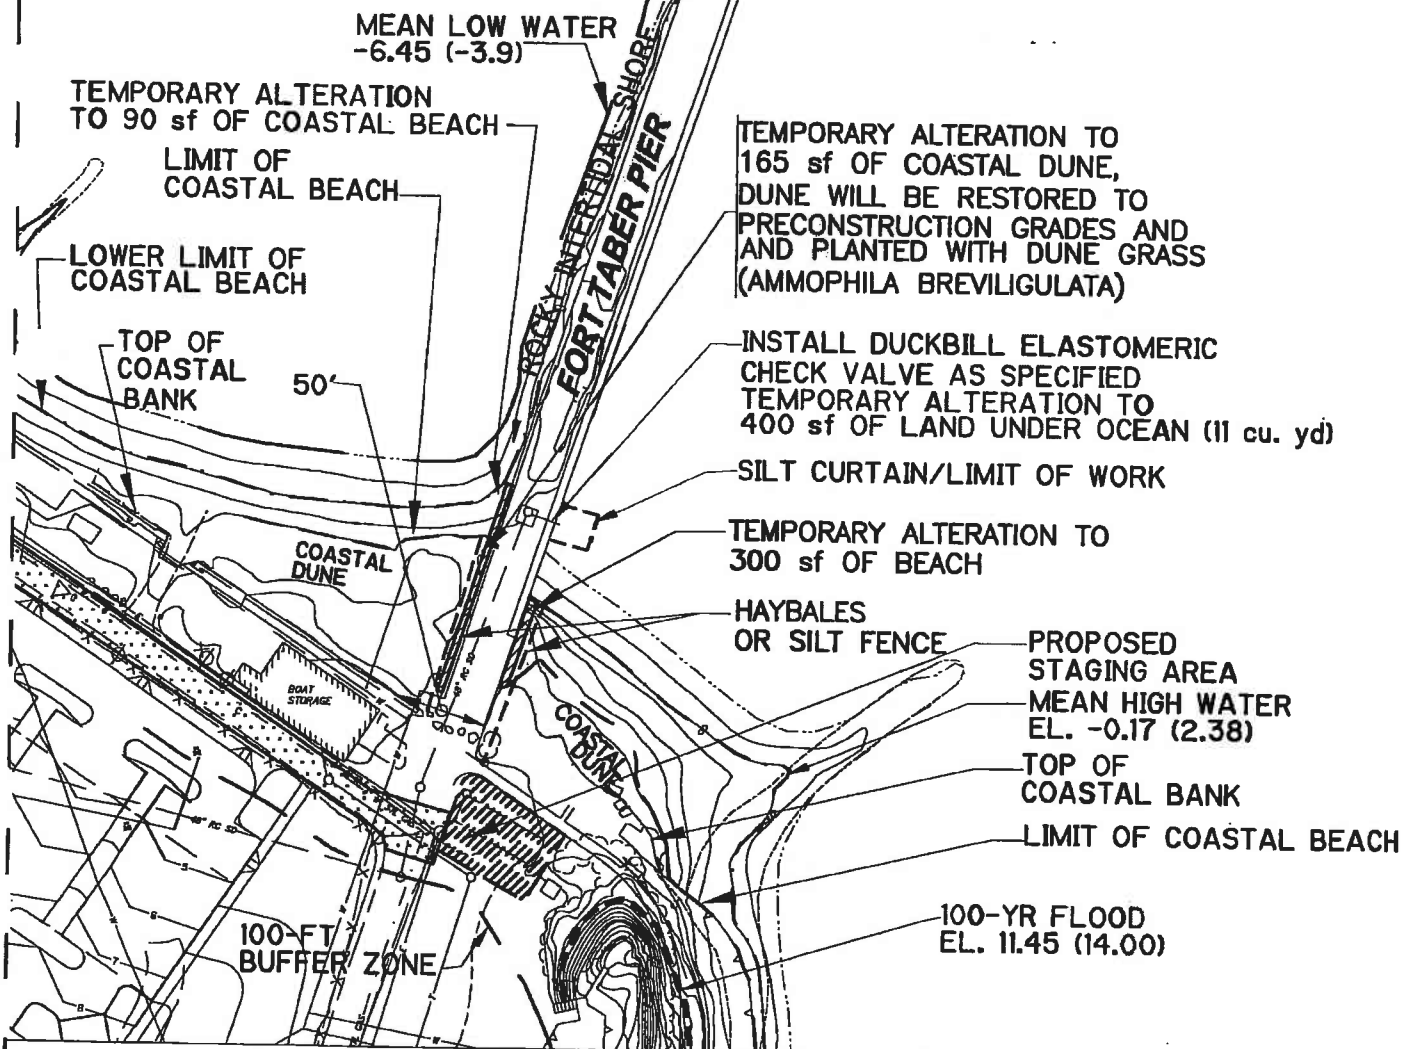 MEAN LOW WATER
-6.45 (-3.9)
TEMPORARY ALTERATION
TO 90 sf OF COASTAL BEACH
LIMIT OF
COASTAL BEACH
LOWER LIMIT OF
COASTAL BEACH
TOP OF
COASTAL
BANK
50'
ROCKY INTERTIDAL SHORE
FORT TABER PIER
TEMPORARY ALTERATION TO
165 sf OF COASTAL DUNE,
DUNE WILL BE RESTORED TO
PRECONSTRUCTION GRADES AND
AND PLANTED WITH DUNE GRASS
(AMMOPHILA BREVILIGULATA)
INSTALL DUCKBILL ELASTOMERIC
CHECK VALVE AS SPECIFIED
TEMPORARY ALTERATION TO
400 sf OF LAND UNDER OCEAN (11 cu. yd)
SILT CURTAIN/LIMIT OF WORK
TEMPORARY ALTERATION TO
300 sf OF BEACH
HAYBALES
OR SILT FENCE
PROPOSED
STAGING AREA
MEAN HIGH WATER
EL. -0.17 (2.38)
TOP OF
COASTAL BANK
LIMIT OF COASTAL BEACH
100-YR FLOOD
EL. 11.45 (14.00)
COASTAL
DUNE
COASTAL
DUNE
BOAT
STORAGE
48" RC SD
48" RC SD
100-FT
BUFFER ZONE